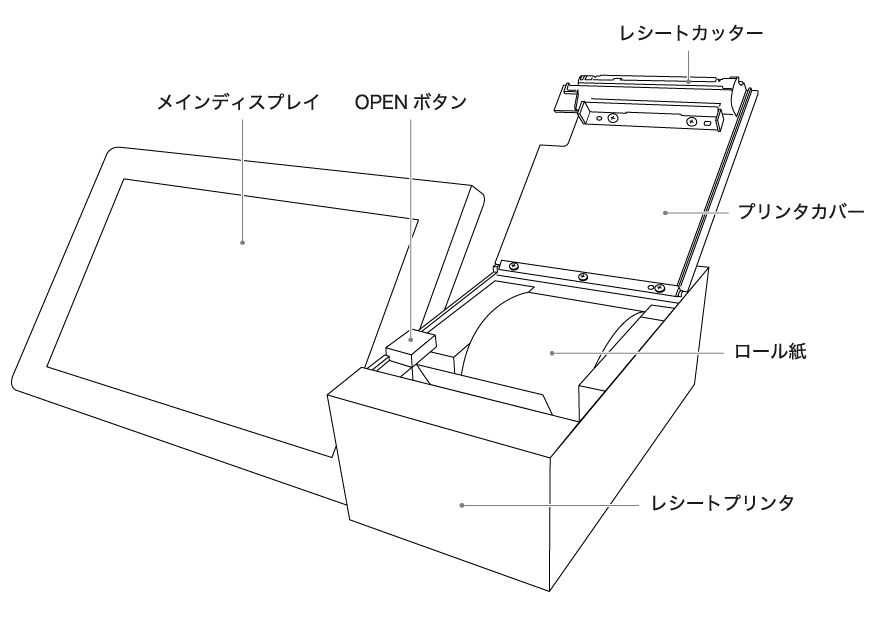 レシートカッター
メインディスプレイ
OPEN ボタン
プリンタカバー
ロール紙
レシートプリンタ